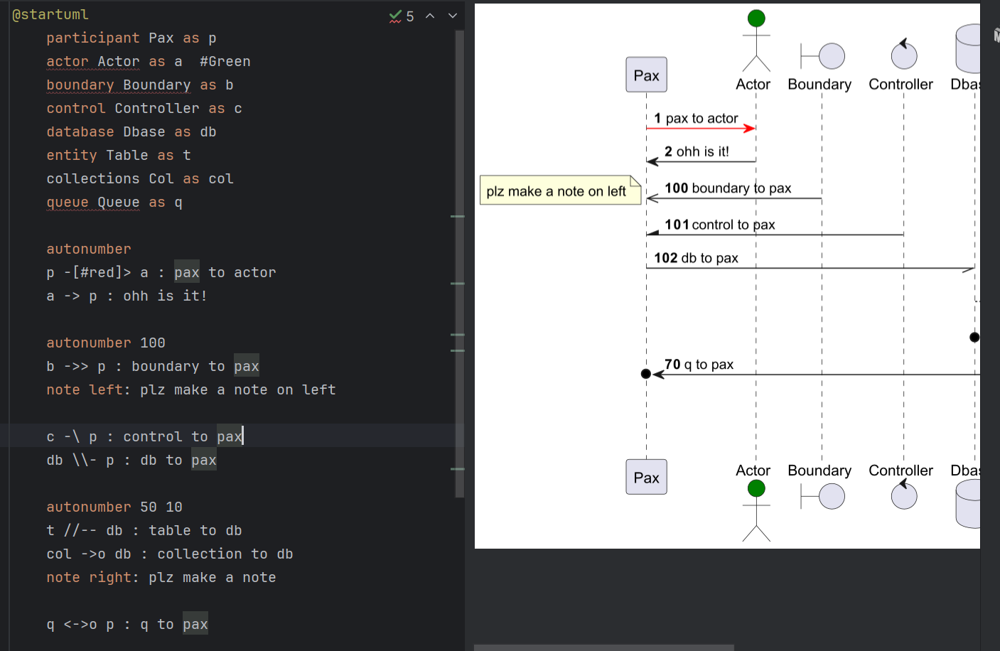 @startuml
5
participant Pax as p
actor Actor as a  #Green
boundary Boundary as b
control Controller as c
database Dbase as db
entity Table as t
collections Col as col
queue Queue as q
autonumber
p -[#red]> a : pax to actor
a -> p : ohh is it!
autonumber 100
b ->> p : boundary to pax
note left: plz make a note on left
c -\ p : control to pax
db \\- p : db to pax
autonumber 50 10
t //-- db : table to db
col ->o db : collection to db
note right: plz make a note
q <->o p : q to pax
Pax
Actor
Boundary
Controller
Dbas
1 pax to actor
2 ohh is it!
plz make a note on left
100 boundary to pax
101 control to pax
102 db to pax
70 q to pax
Pax
Actor
Boundary
Controller
Dbas